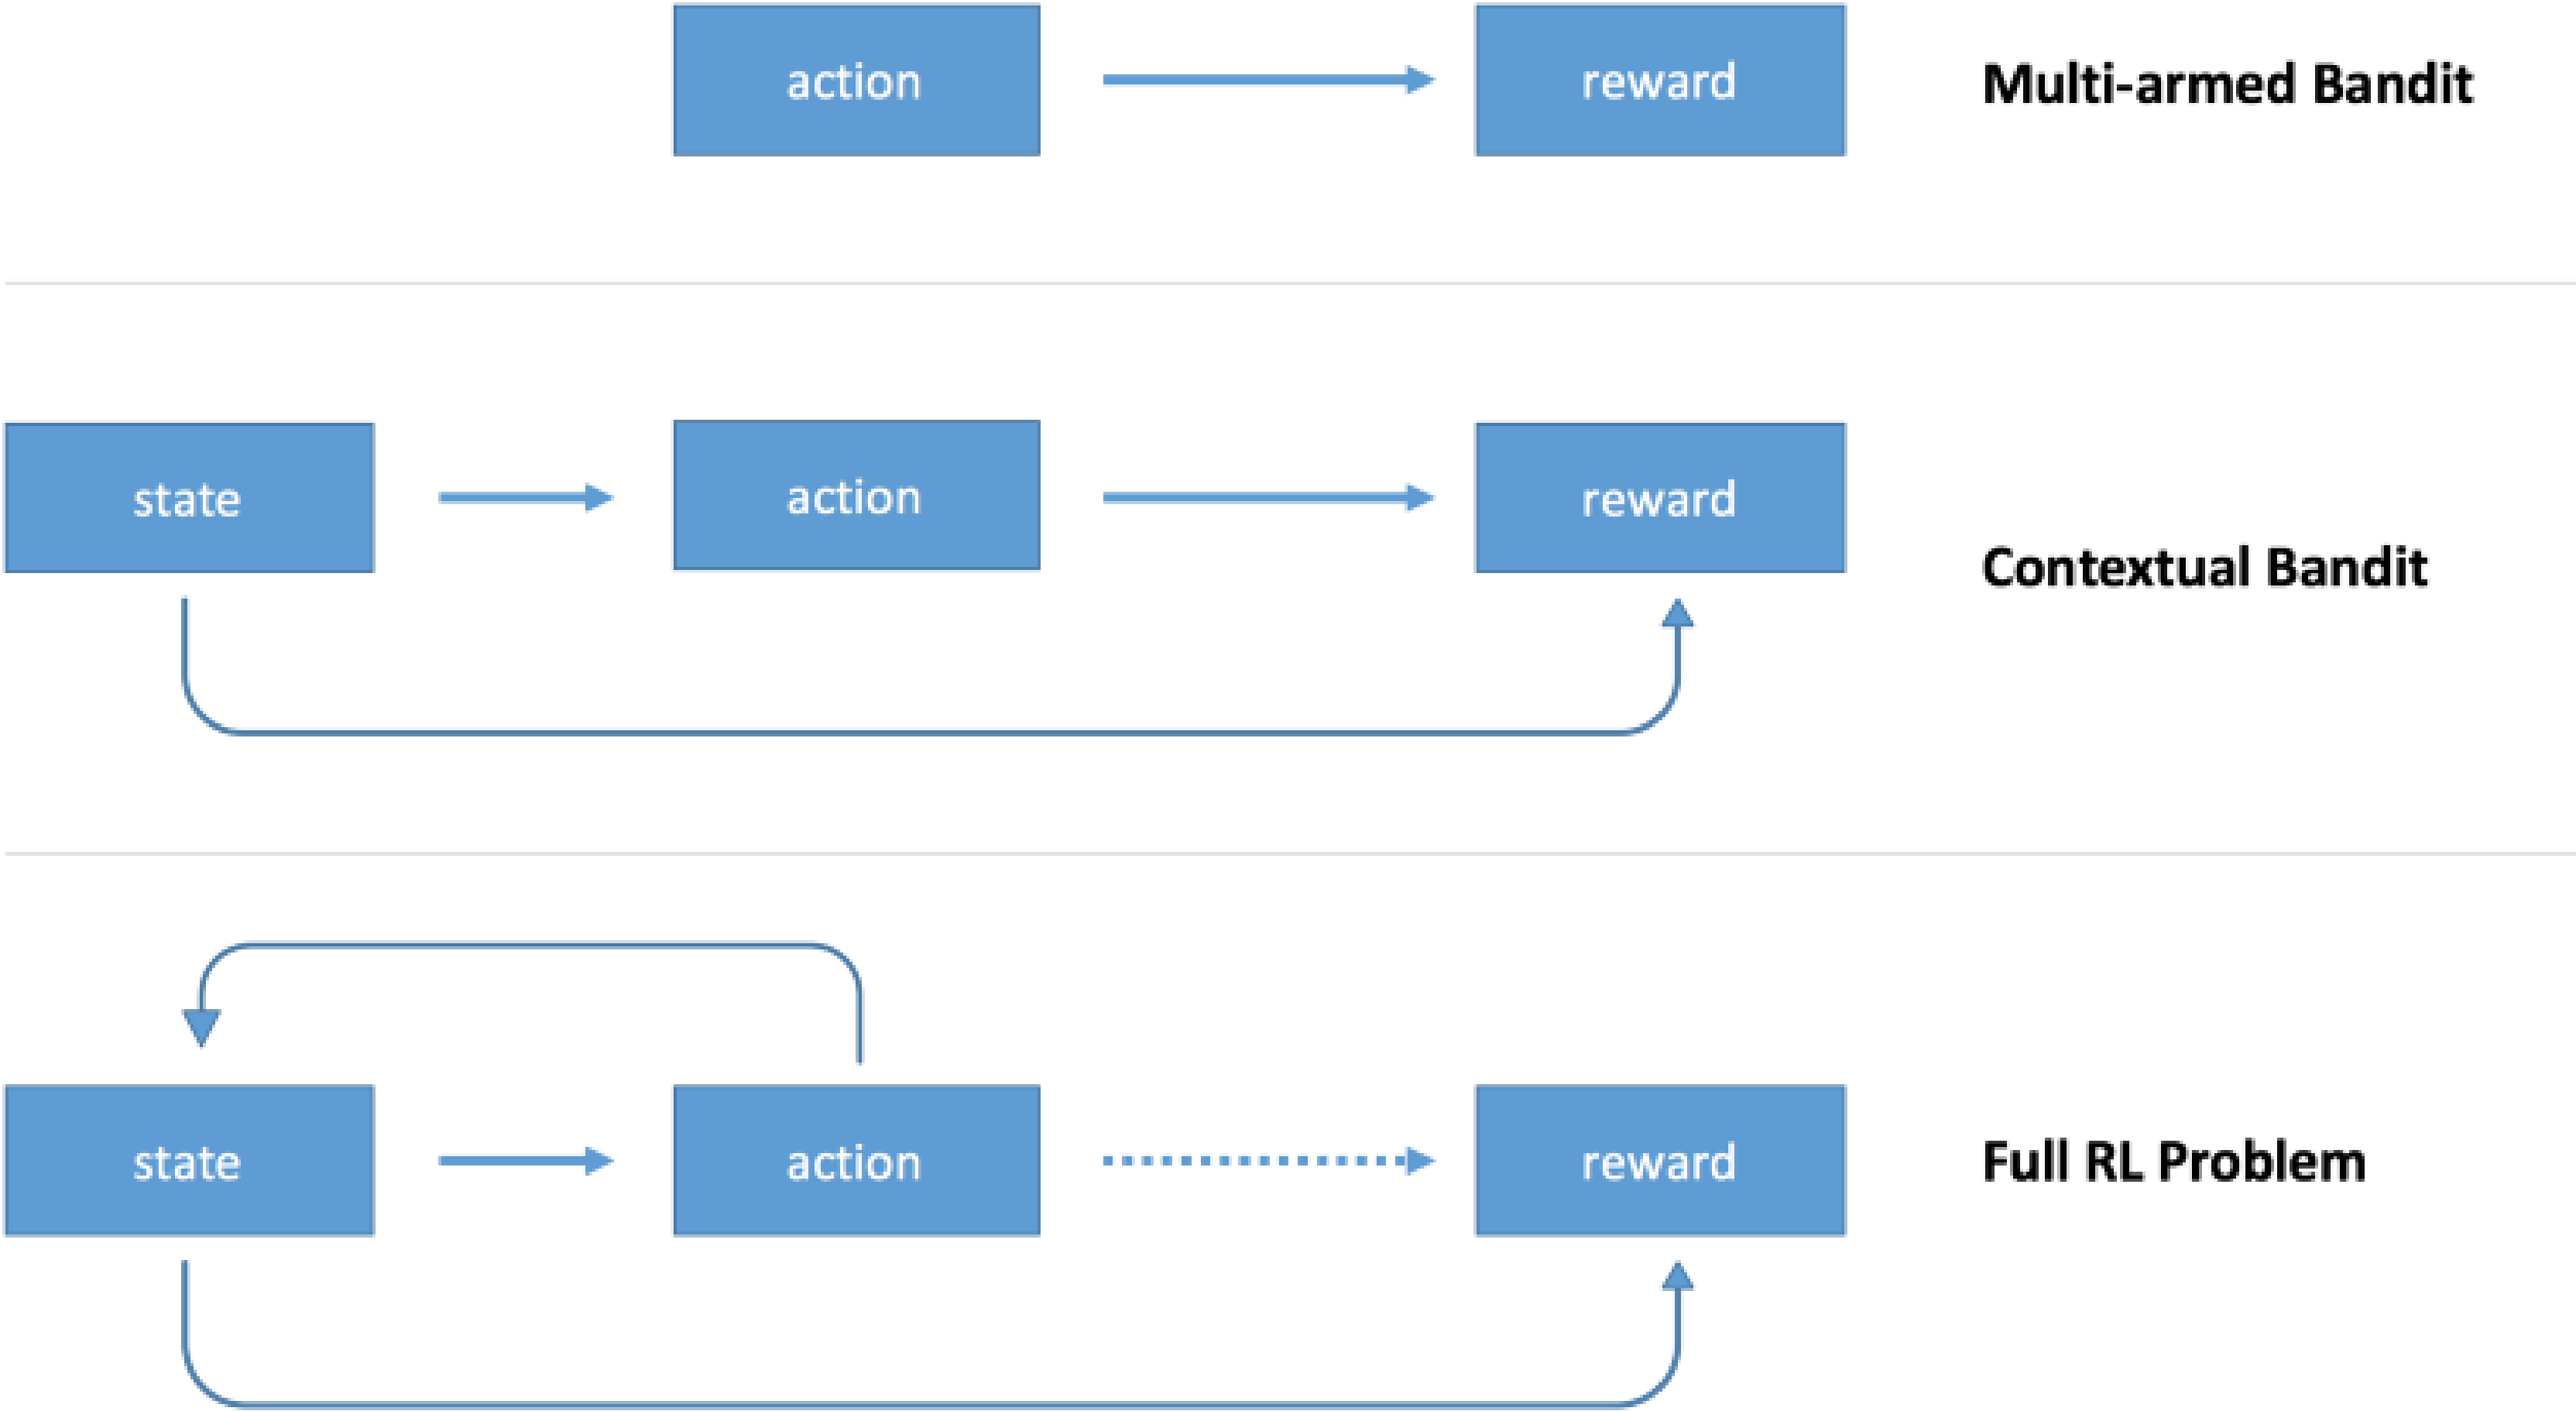 action reward Multi-armed Bandit
state action reward
Contextual Bandit
state action reward Full RL Problem